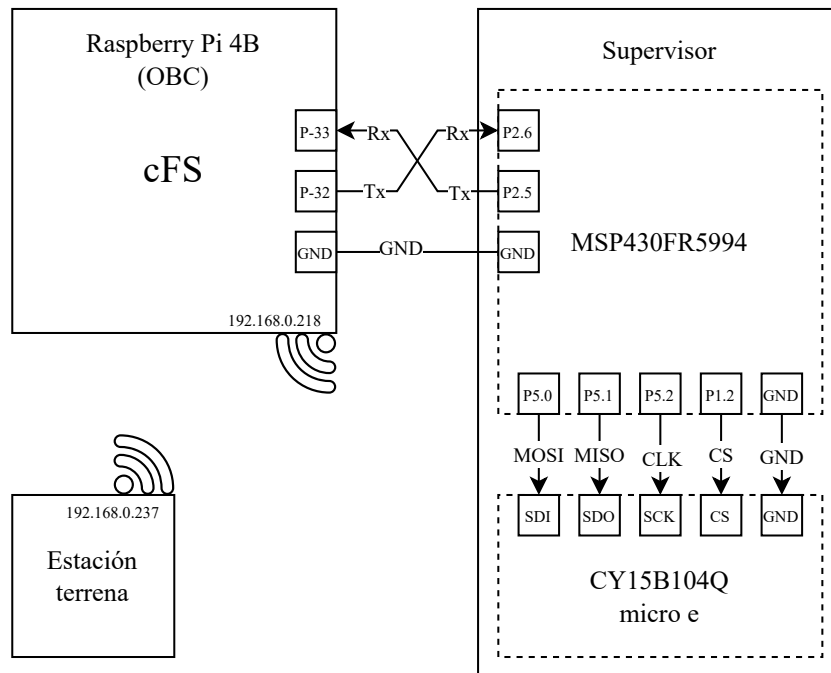 Raspberry Pi 4B
(OBC)
cFS
P-33
P-32
GND
192.168.0.218
Rx
Rx
Tx
Tx
GND
Supervisor
P2.6
P2.5
GND
MSP430FR5994
P5.0
P5.1
P5.2
P1.2
GND
MOSI
MISO
CLK
CS
GND
SDI
SDO
SCK
CS
GND
CY15B104Q
micro e
192.168.0.237
Estación
terrena